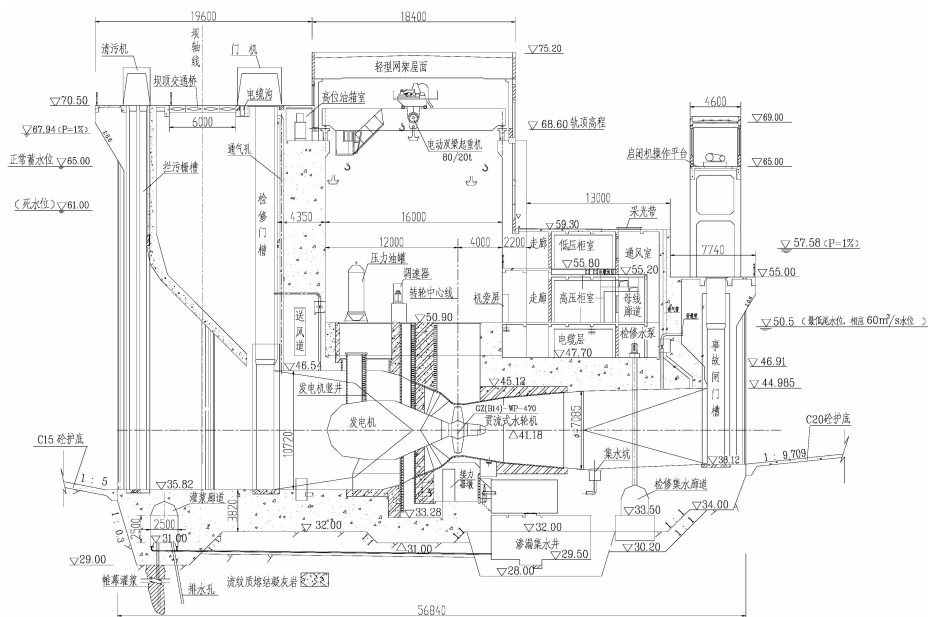 19600
18400
清污机
坝轴线
门机
75.20
轻型网架屋面
坝顶交通桥
电缆沟
高位油箱室
70.50
4600
69.00
6000
67.94 (P=1%)
1:0.8
通气孔
电动双梁起重机
80/20t
68.60 轨顶高程
正常蓄水位 65.00
拦污栅槽
启闭机操作平台
65.00
(死水位) 61.00
检修门槽
13000
采光带
4350
16000
59.30
12000
4000
2200
走廊
低压柜室
通风室
7740
57.58 (P=1%)
压力油罐
调速器
转轮中心线
55.80
55.20
55.00
机旁屏
走廊
高压柜室
母线廊道
送风道
50.90
电缆层
检修水泵
50.5 (最低尾水位, 相应 60m³/s水位)
47.70
事故闸门槽
46.54
46.91
发电机竖井
45.12
44.985
发电机
GZ(B14)-WP-470
贯流式水轮机
41.18
φ=7085
10720
C15 砼护底
C20砼护底
38.12
集水坑
1:9.709
1:5
35.82
灌浆廊道
接力器墩
检修集水廊道
3820
33.28
33.50
34.00
2500
2500
1:0.3
32.00
32.00
31.00
31.00
渗漏集水井
30.20
29.00
29.50
28.00
帷幕灌浆
排水孔
流纹质熔结凝灰岩
56840